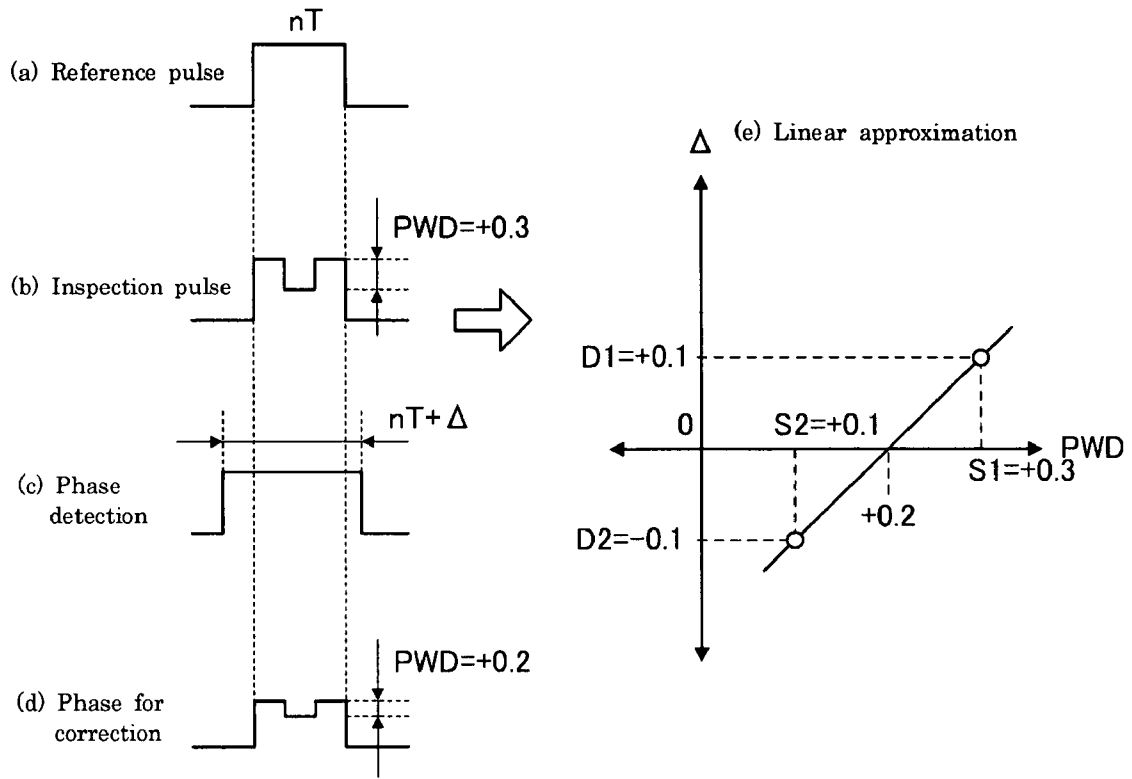 nT
(a) Reference pulse
PWD=+0.3
(b) Inspection pulse
nT+Δ
(c) Phase
detection
PWD=+0.2
(d) Phase for
correction
Δ
(e) Linear approximation
D1=+0.1
0
S2=+0.1
PWD
S1=+0.3
+0.2
D2=−0.1